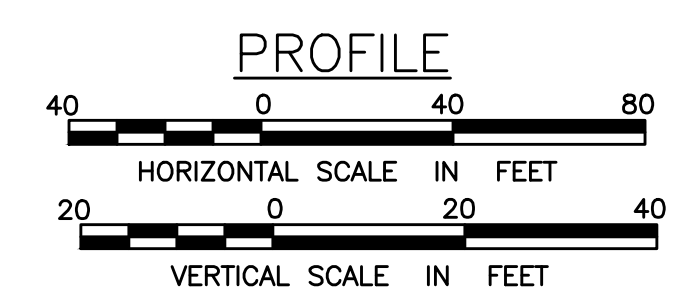 PROFILE
40 0 40 80
HORIZONTAL SCALE IN FEET
20 0 20 40
VERTICAL SCALE IN FEET